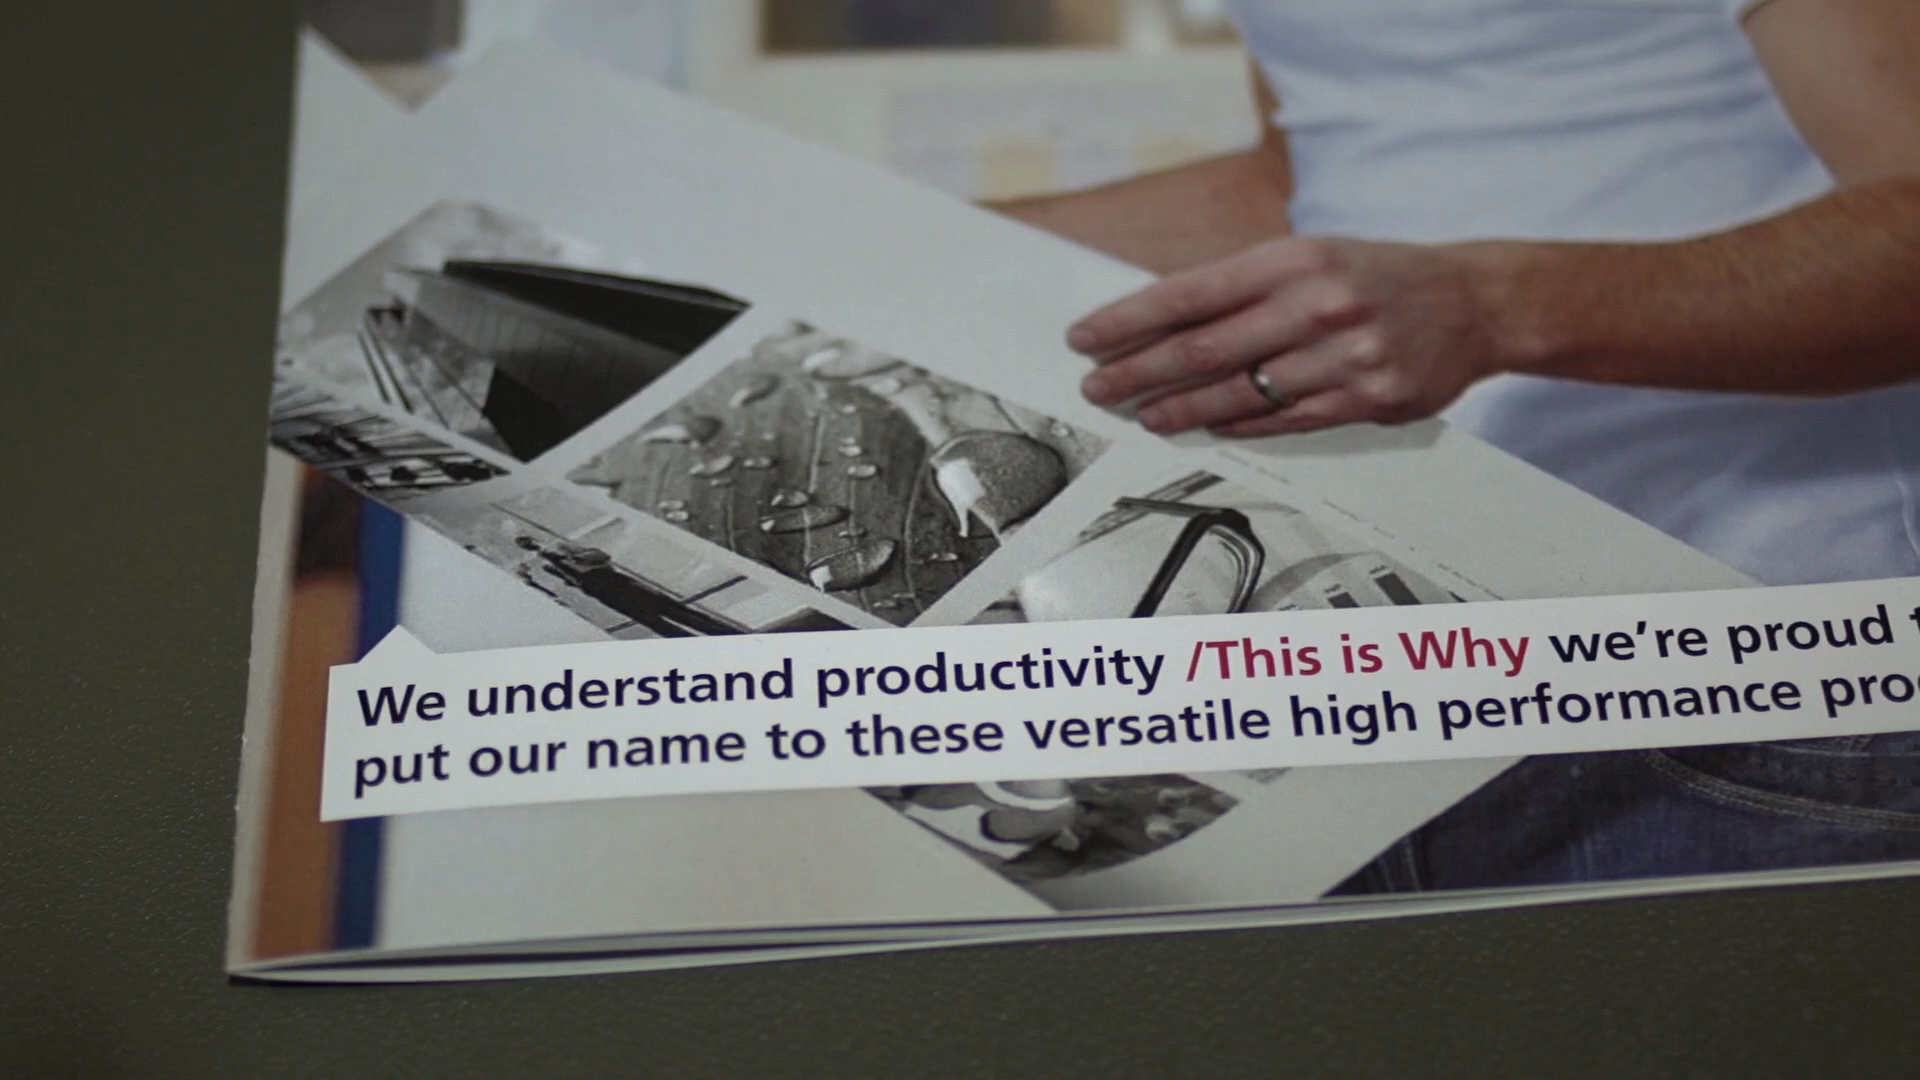 We understand productivity /This is Why we're proud
put our name to these versatile high performance